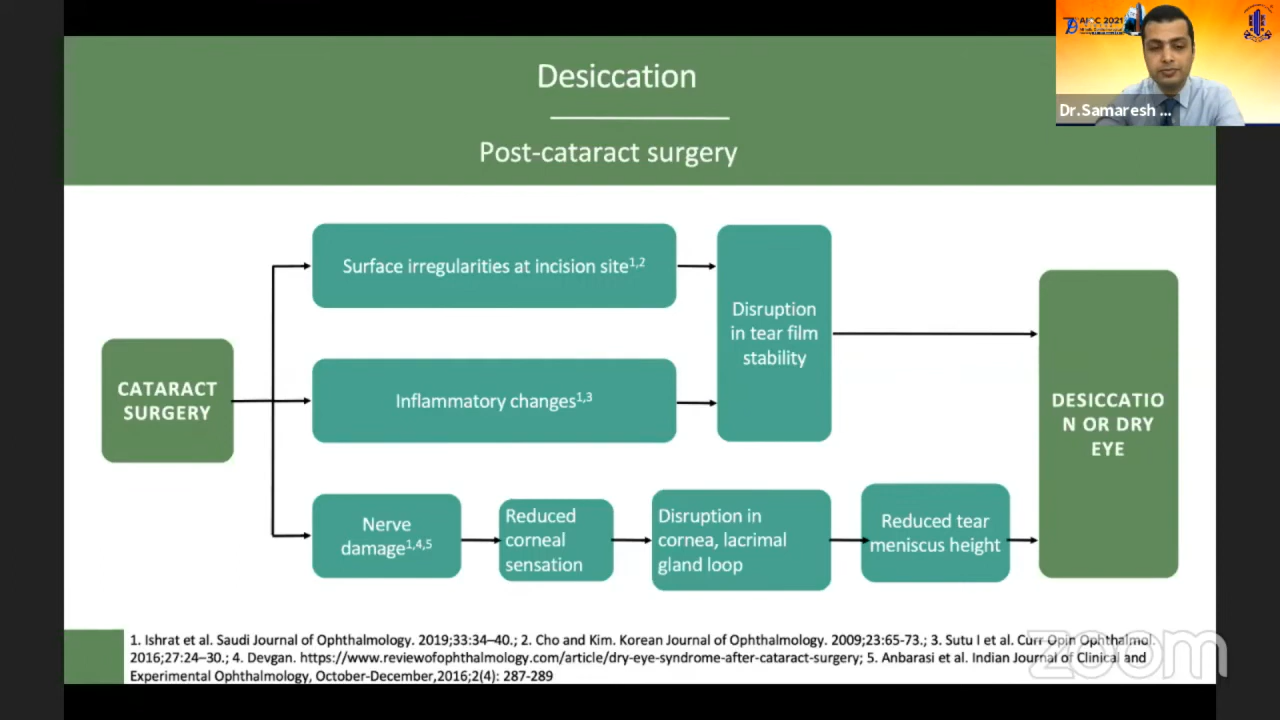 Desiccation
Post-cataract surgery
AIOC 2021
Dr.Samaresh ...
CATARACT
SURGERY
Surface irregularities at incision site1,2
Inflammatory changes1,3
Disruption
in tear film
stability
Nerve
damage1,4,5
Reduced
corneal
sensation
Disruption in
cornea, lacrimal
gland loop
Reduced tear
meniscus height
DESICCATIO
N OR DRY
EYE
1. Ishrat et al. Saudi Journal of Ophthalmology. 2019;33:34–40.; 2. Cho and Kim. Korean Journal of Ophthalmology. 2009;23:65-73.; 3. Sutu I et al. Curr Opin Ophthalmol.
2016;27:24–30.; 4. Devgan. https://www.reviewofophthalmology.com/article/dry-eye-syndrome-after-cataract-surgery; 5. Anbarasi et al. Indian Journal of Clinical and
Experimental Ophthalmology, October-December,2016;2(4): 287-289
zoom